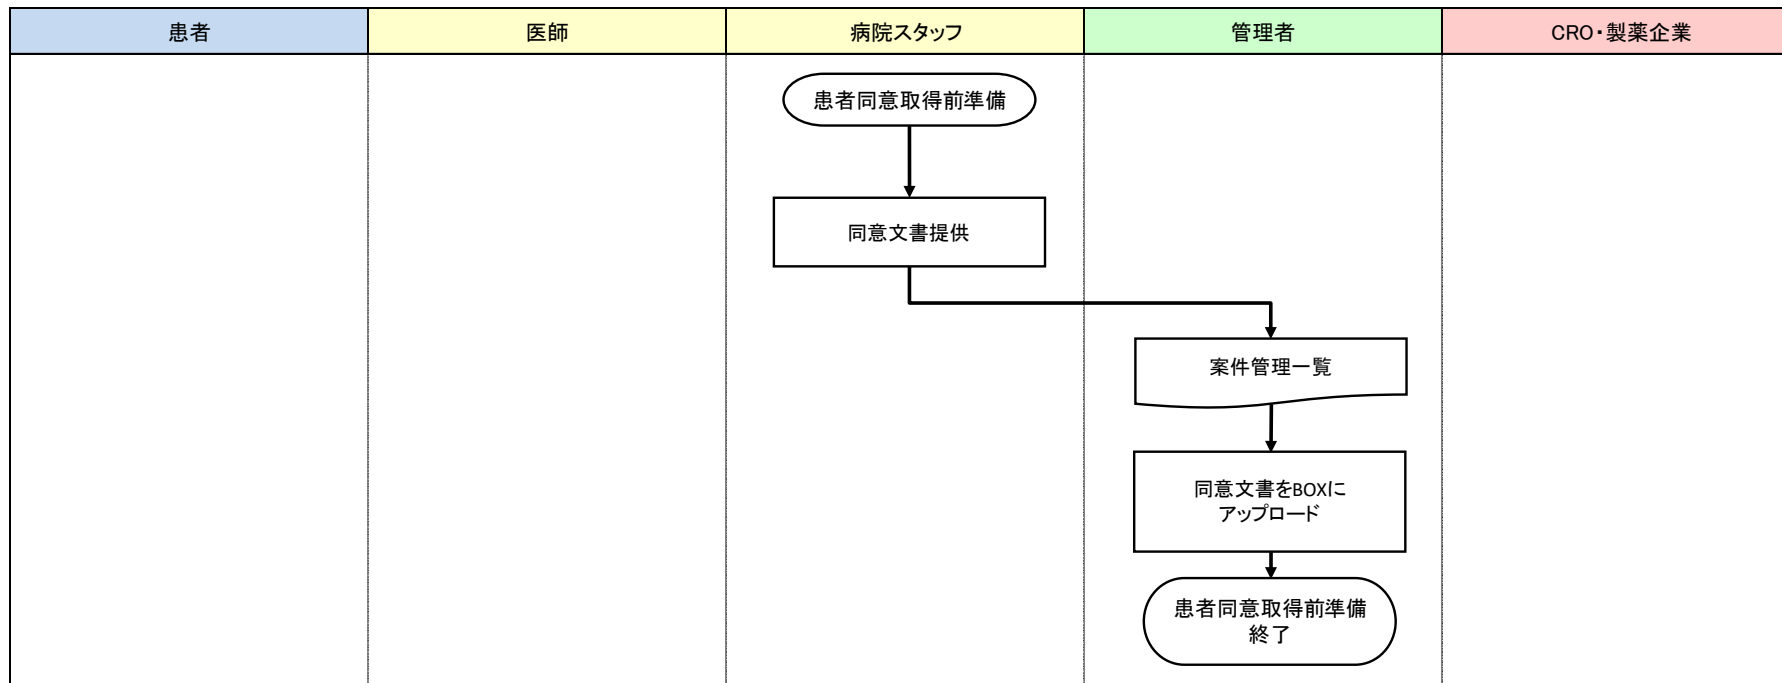 患者
医師
病院スタッフ
管理者
CRO・製薬企業
患者同意取得前準備
同意文書提供
案件管理一覧
同意文書をBOXに
アップロード
患者同意取得前準備
終了